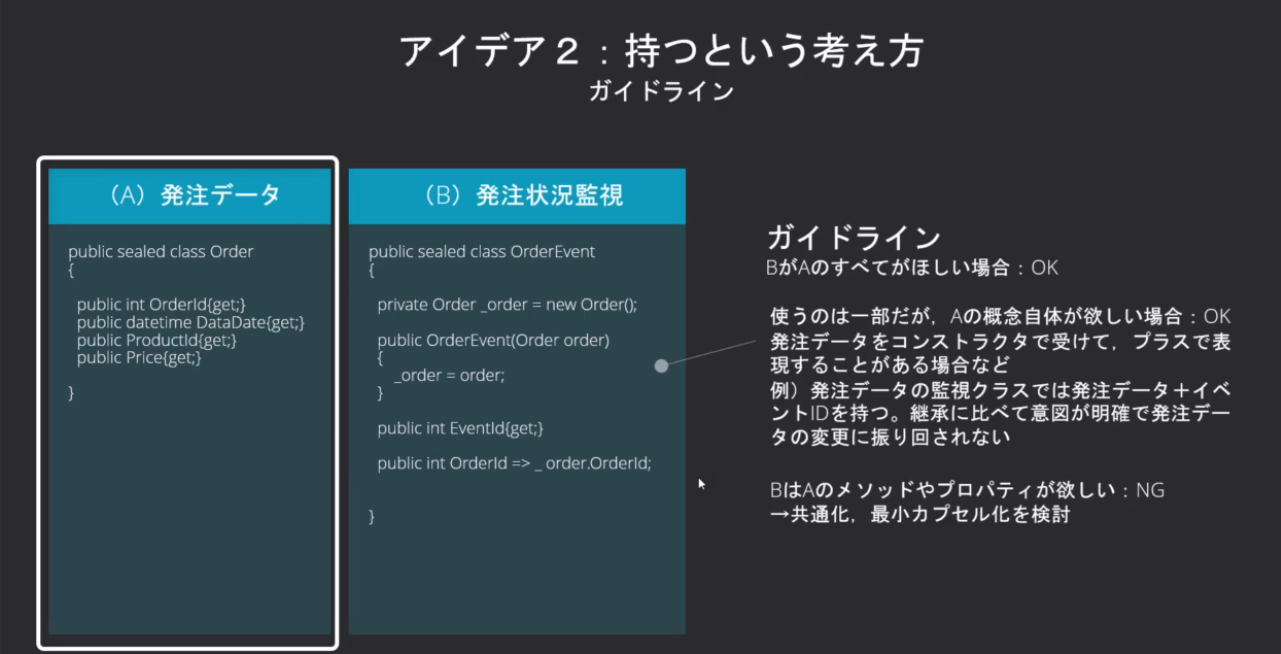 アイデア２：持つという考え方
ガイドライン
（A）発注データ
public sealed class Order
{
public int OrderId{get;}
public datetime DataDate{get;}
public ProductId{get;}
public Price{get;}
}
（B）発注状況監視
public sealed class OrderEvent
{
private Order _order = new Order();
public OrderEvent(Order order)
{
_order = order;
}
public int EventId{get;}
public int OrderId => _ order.OrderId;
}
ガイドライン
BがAのすべてがほしい場合：OK
使うのは一部だが，Aの概念自体が欲しい場合：OK
発注データをコンストラクタで受けて，プラスで表
現することがある場合など
例）発注データの監視クラスでは発注データ＋イベ
ントIDを持つ。継承に比べて意図が明確で発注デー
タの変更に振り回されない
BはAのメソッドやプロパティが欲しい：NG
→共通化，最小カプセル化を検討